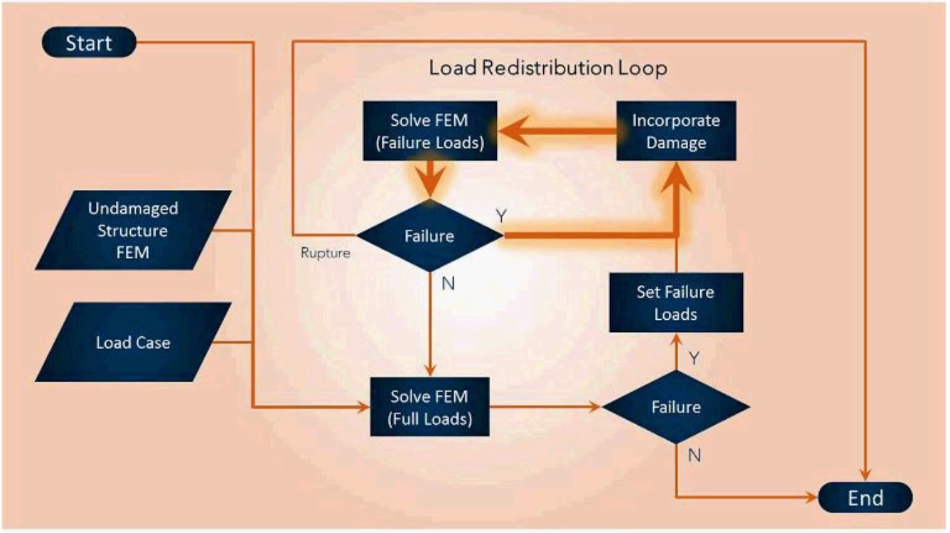 Start
Load Redistribution Loop
Solve FEM
(Failure Loads)
Incorporate
Damage
Undamaged
Structure
FEM
Failure
Y
Rupture
N
Set Failure
Loads
Load Case
Y
Solve FEM
(Full Loads)
Failure
N
End